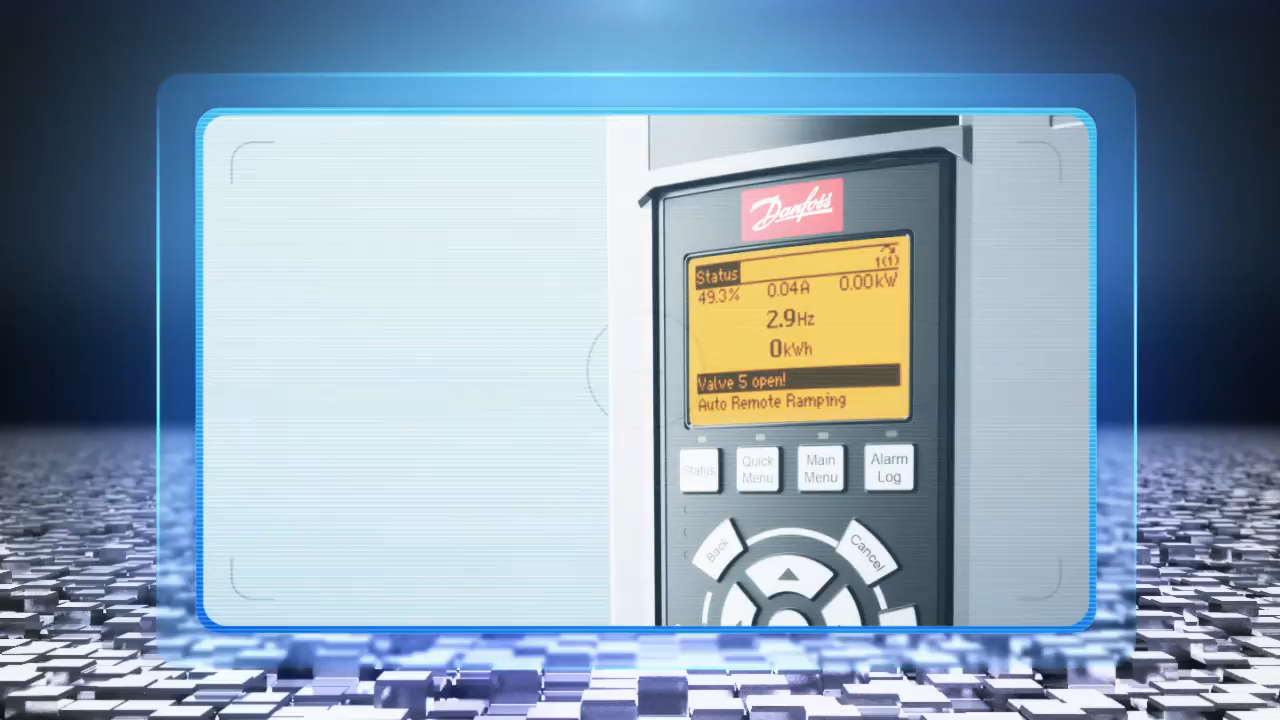 Danfoss
Status
1(1)
49.3% 0.04A 0.00kW
2.9Hz
0kWh
Valve 5 open!
Auto Remote Ramping
Status Quick Menu Main Menu Alarm Log
Back Cancel